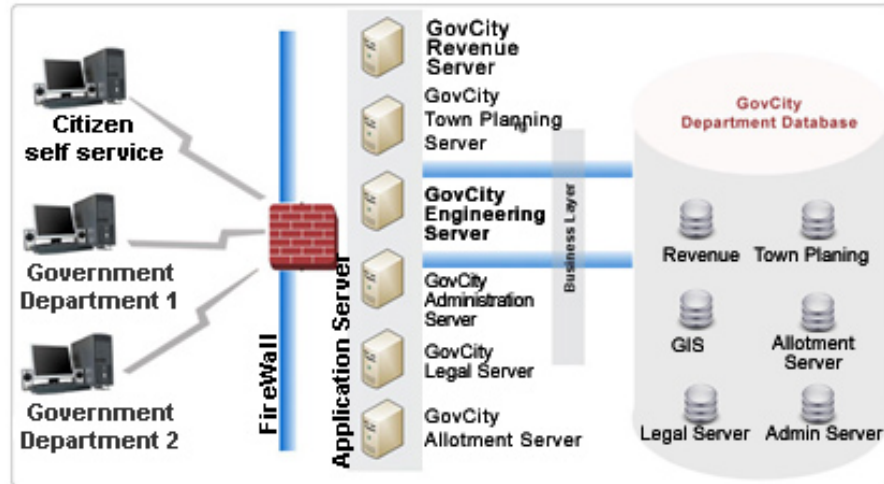 Citizen
self service
Government
Department 1
Government
Department 2
FireWall
Application Server
GovCity
Revenue
Server
GovCity
Town Planning
Server
GovCity
Engineering
Server
GovCity
Administration
Server
GovCity
Legal Server
GovCity
Allotment Server
Business Layer
GovCity
Department Database
Revenue
Town Planing
GIS
Allotment
Server
Legal Server
Admin Server